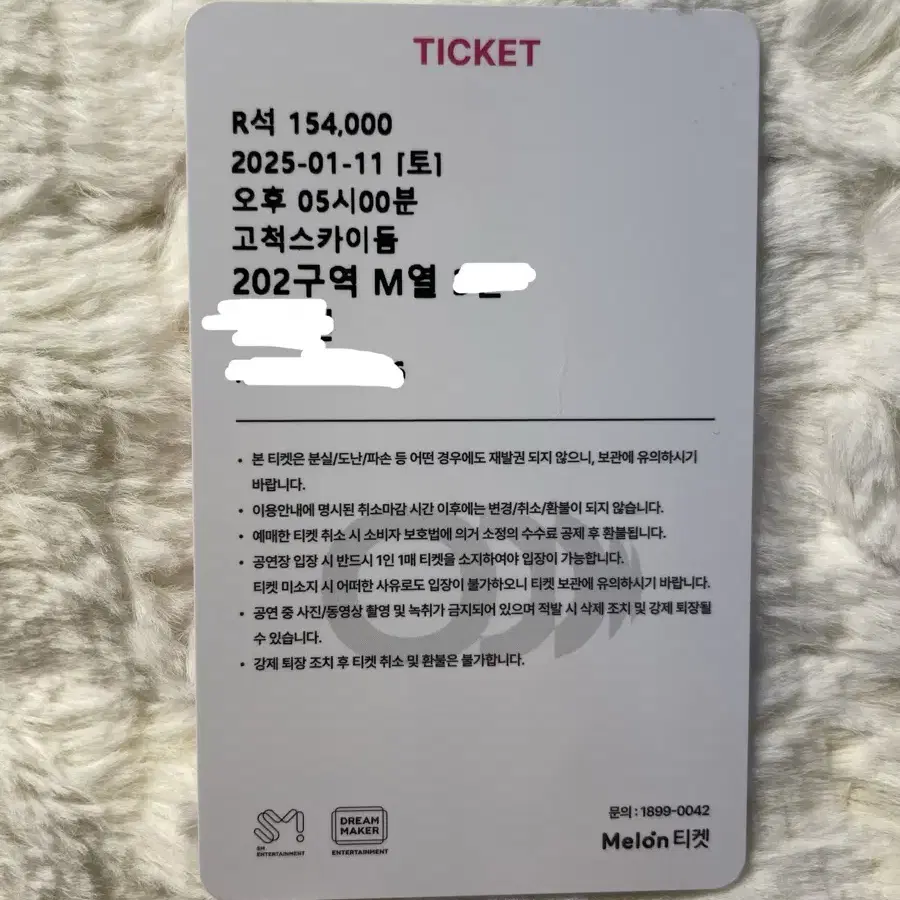 TICKET
R석 154,000
2025-01-11 [토]
오후 05시00분
고척스카이돔
202구역 M열
• 본 티켓은 분실/도난/파손 등 어떤 경우에도 재발권 되지 않으니, 보관에 유의하시기
바랍니다.
• 이용안내에 명시된 취소마감 시간 이후에는 변경/취소/환불이 되지 않습니다.
• 예매한 티켓 취소 시 소비자 보호법에 의거 소정의 수수료 공제 후 환불됩니다.
• 공연장 입장 시 반드시 1인 1매 티켓을 소지하여야 입장이 가능합니다.
티켓 미소지 시 어떠한 사유로도 입장이 불가하오니 티켓 보관에 유의하시기 바랍니다.
• 공연 중 사진/동영상 촬영 및 녹취가 금지되어 있으며 적발 시 삭제 조치 및 강제 퇴장될
수 있습니다.
• 강제 퇴장 조치 후 티켓 취소 및 환불은 불가합니다.
SM!
SM
ENTERTAINMENT
DREAM
MAKER
ENTERTAINMENT
문의 : 1899-0042
Melon 티켓